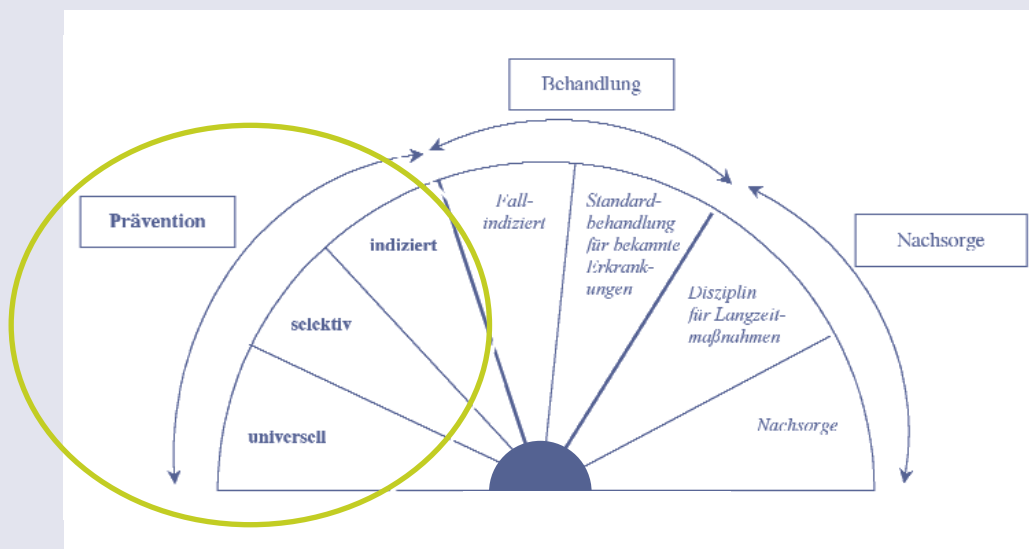 Behandlung
Prävention
Nachsorge
universell
selektiv
indiziert
Fall-
indiziert
Standard-
behandlung
für bekannte
Erkrank-
ungen
Disziplin
für Langzeit-
maßnahmen
Nachsorge